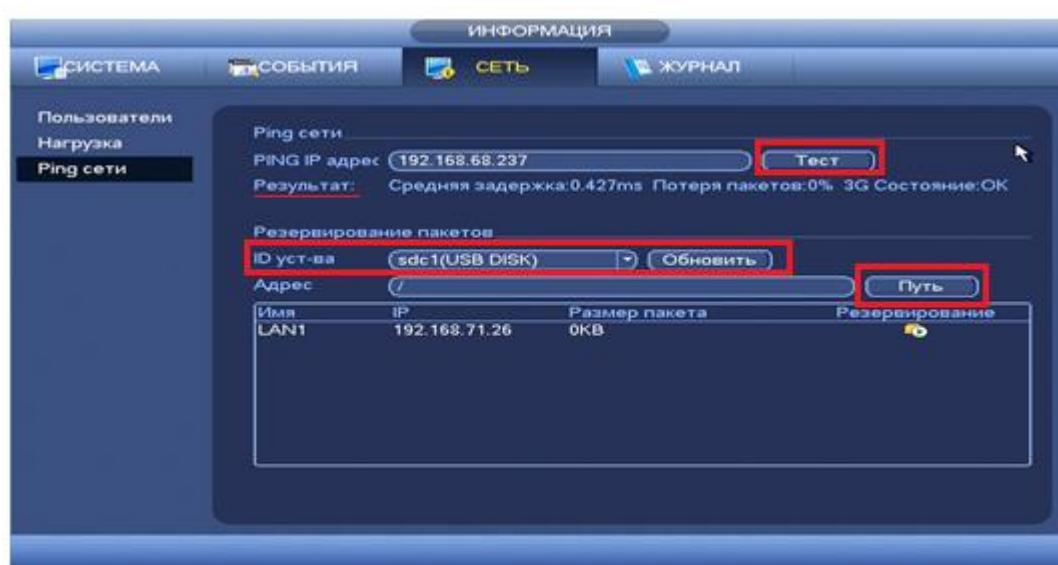 ИНФОРМАЦИЯ
СИСТЕМА СОБЫТИЯ СЕТЬ ЖУРНАЛ
Пользователи
Нагрузка
Ping сети
Ping сети
PING IP адрес 192.168.68.237 Тест
Результат: Средняя задержка:0.427ms Потеря пакетов:0% 3G Состояние:OK
Резервирование пакетов
ID уст-ва sdc1(USB DISK) Обновить
Адрес / Путь
Имя IP Размер пакета Резервирование
LAN1 192.168.71.26 0KB